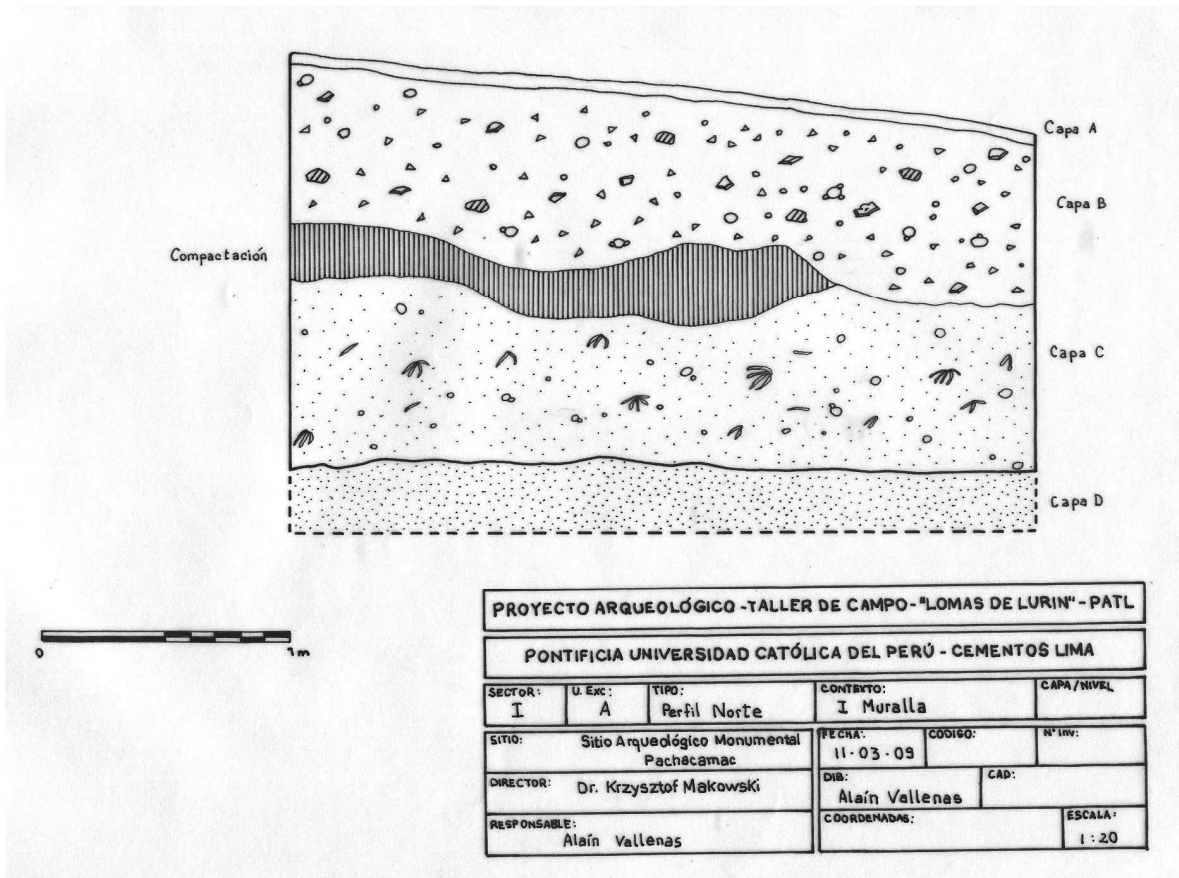 Capa A
Capa B
Compactación
Capa C
Capa D
0 1m
PROYECTO ARQUEOLÓGICO - TALLER DE CAMPO - "LOMAS DE LURIN" - PATL
PONTIFICIA UNIVERSIDAD CATÓLICA DEL PERÚ - CEMENTOS LIMA
SECTOR: U. Exc: TIPO: CONTEXTO: CAPA/NIVEL
I A Perfil Norte I Muralla
SITIO: Sitio Arqueológico Monumental
Pachacamac
FECHA: CODIGO: N° Inv:
11-03-09
DIRECTOR: Dr. Krzysztof Makowski
DIB: CAD:
Alaín Vallenas
RESPONSABLE:
Alaín Vallenas
COORDENADAS: ESCALA:
1:20